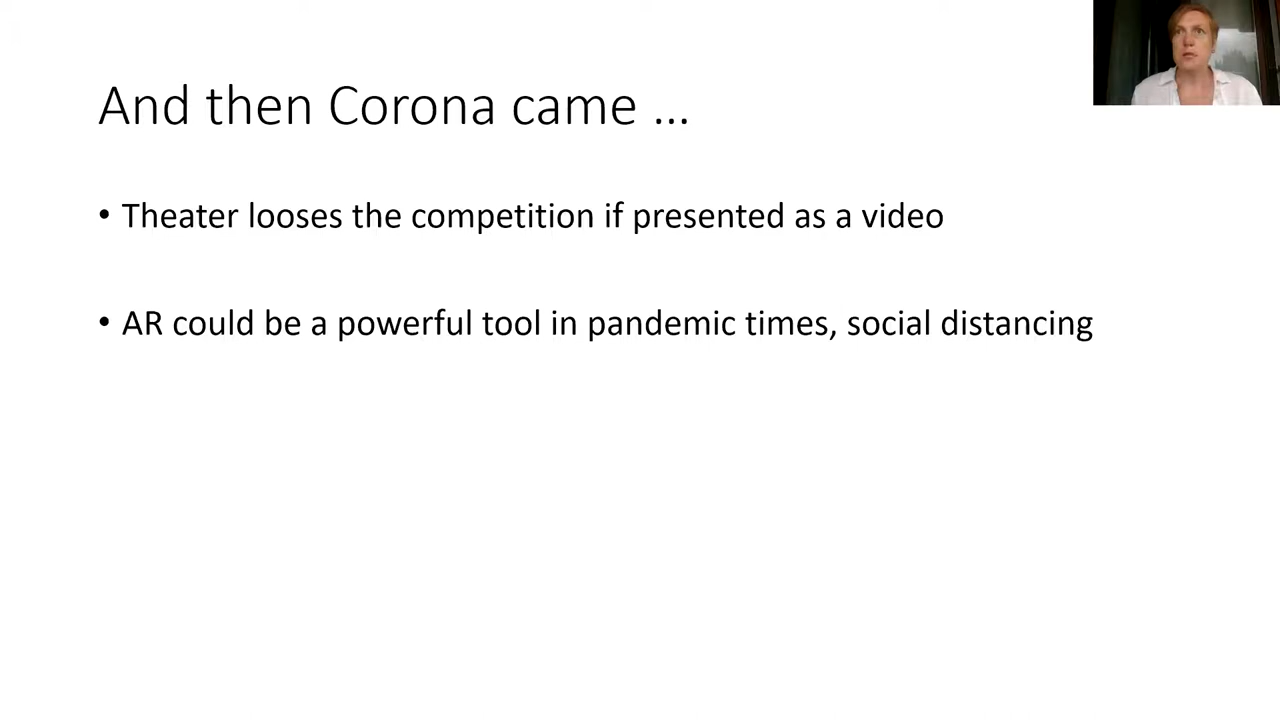 And then Corona came …
• Theater looses the competition if presented as a video
• AR could be a powerful tool in pandemic times, social distancing